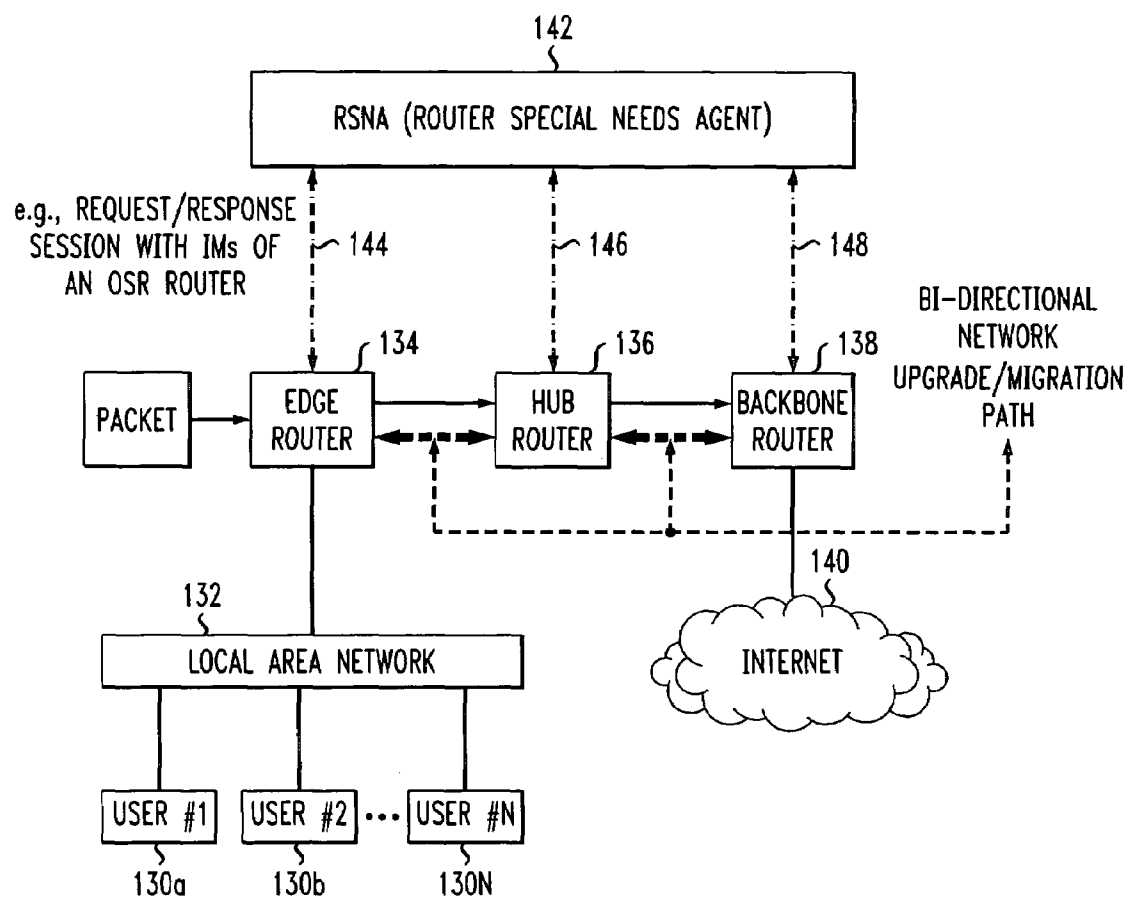 142
RSNA (ROUTER SPECIAL NEEDS AGENT)
e.g., REQUEST/RESPONSE
SESSION WITH IMs OF
AN OSR ROUTER
144
146
148
BI-DIRECTIONAL
NETWORK
UPGRADE/MIGRATION
PATH
134
136
138
PACKET
EDGE
ROUTER
HUB
ROUTER
BACKBONE
ROUTER
140
INTERNET
132
LOCAL AREA NETWORK
USER #1
USER #2
•••
USER #N
130a
130b
130N